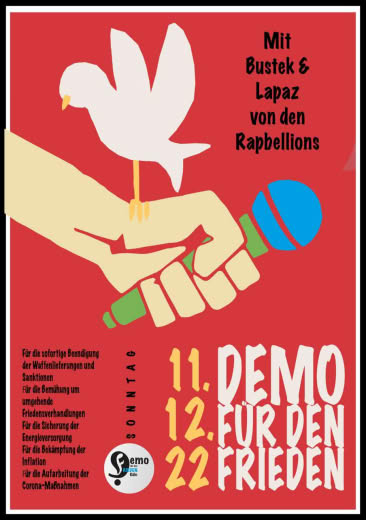 Mit
Bustek &
Lapaz
von den
Rapbellions
Für die sofortige Beendigung
der Waffenlieferungen und
Sanktionen
Für die Bemühung um
umgehende
Friedensverhandlungen
Für die Sicherung der
Energieversorgung
Für die Bekämpfung der
Inflation
Für die Aufarbeitung der
Corona-Maßnahmen
SONNTAG
11.
12.
22
DEMO
FÜR DEN
FRIEDEN
emo
Köln